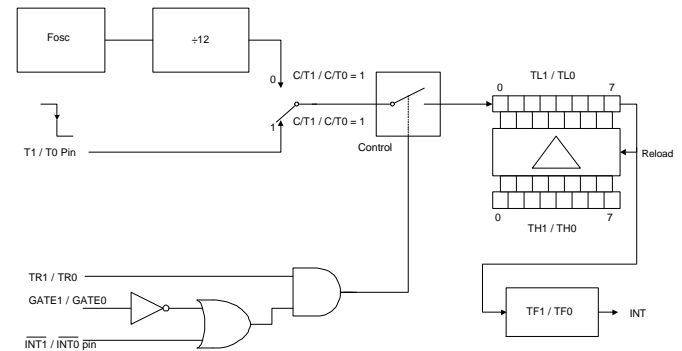 Fosc
÷12
0
C/T1 / C/T0 = 1
1
C/T1 / C/T0 = 1
T1 / T0 Pin
Control
TL1 / TL0
0 7
Reload
0 7
TH1 / TH0
TR1 / TR0
GATE1 / GATE0
INT1 / INT0 pin
TF1 / TF0
INT